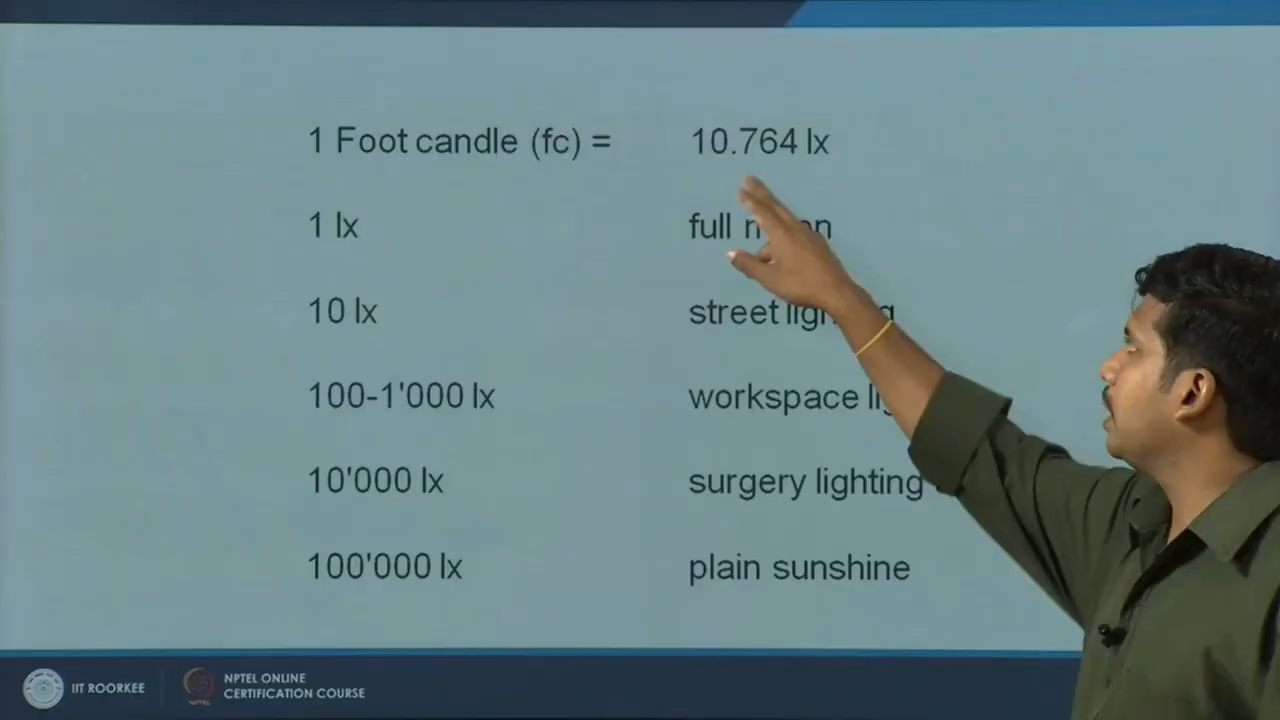 1 Foot candle (fc) = 10.764 lx
1 lx full
10 lx street
100-1'000 lx workspace
10'000 lx surgery lighting
100'000 lx plain sunshine
IIT ROORKEE
NPTEL
NPTEL ONLINE
CERTIFICATION COURSE